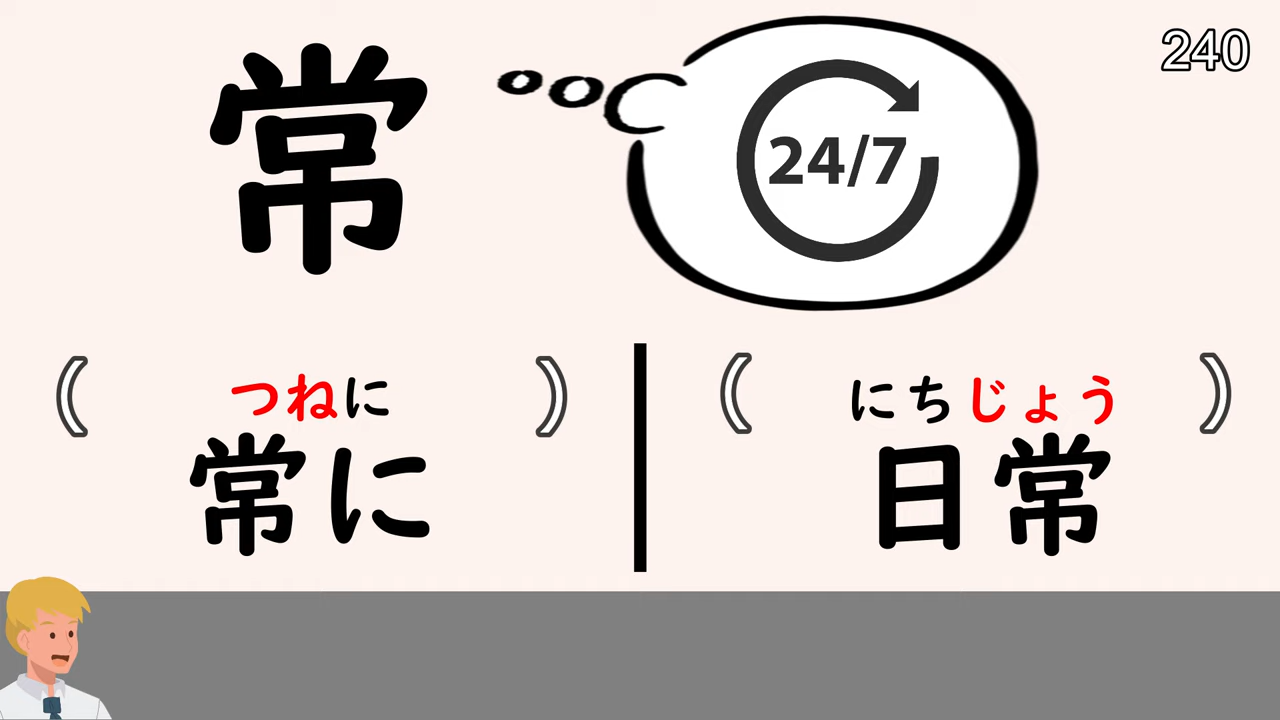 常
24/7
240
( つねに )
常に
( にちじょう )
日常